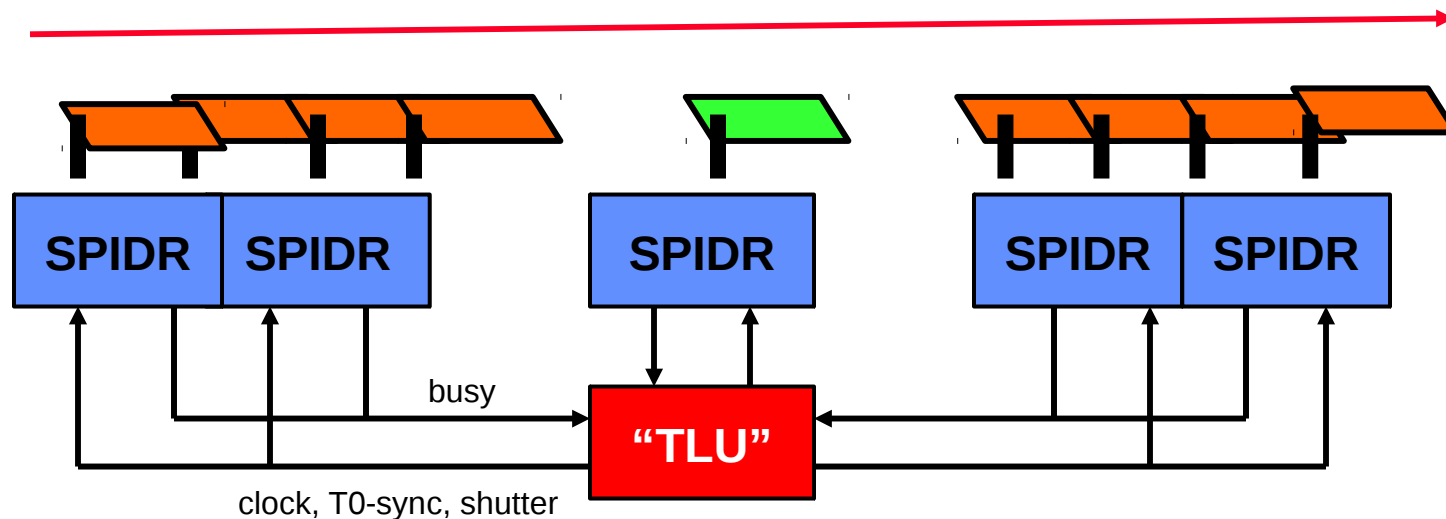 SPIDR
SPIDR
SPIDR
SPIDR
SPIDR
busy
“TLU”
clock, T0-sync, shutter